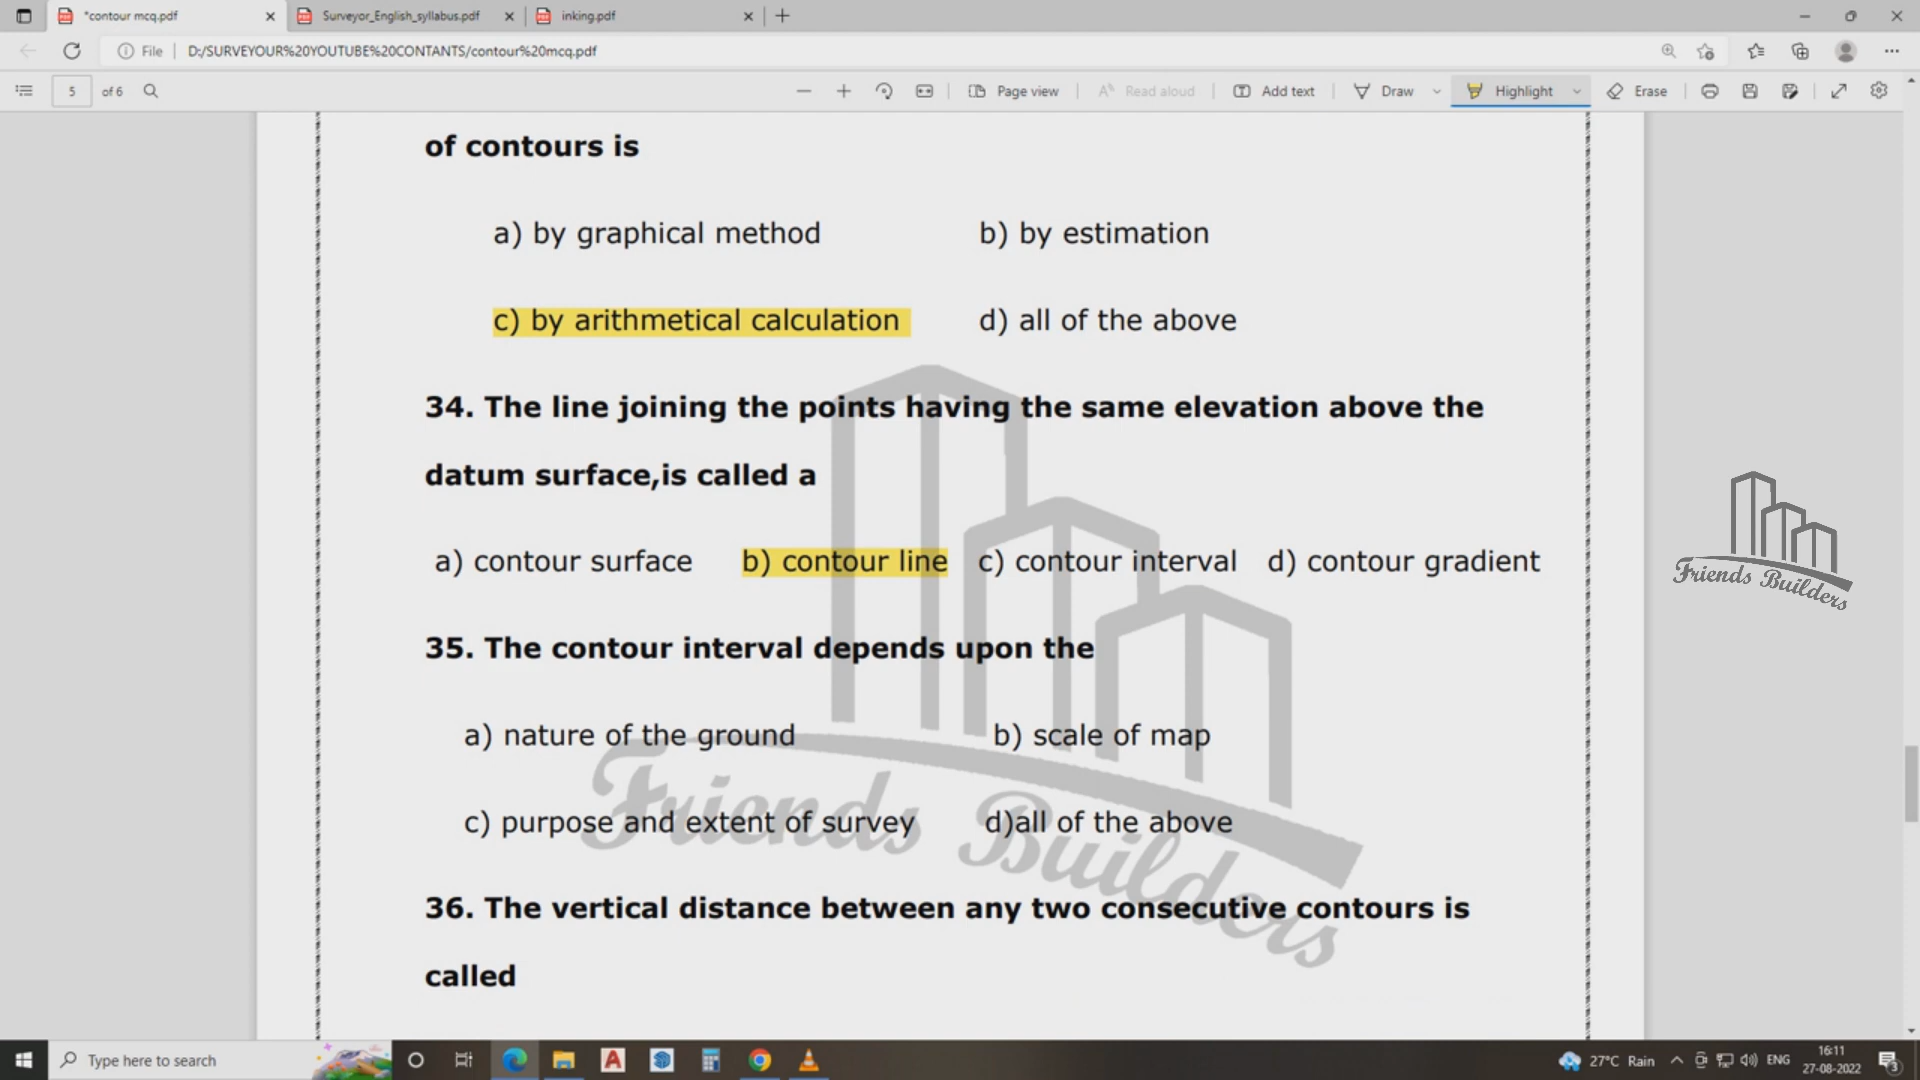 *contour mcq.pdf
Surveyor_English_syllabus.pdf
inking.pdf
File
D:/SURVEYOUR%20YOUTUBE%20CONTANTS/contour%20mcq.pdf
5 of 6
Page view
Read aloud
Add text
Draw
Highlight
Erase
of contours is
a) by graphical method b) by estimation
c) by arithmetical calculation d) all of the above
34. The line joining the points having the same elevation above the
datum surface,is called a
a) contour surface b) contour line c) contour interval d) contour gradient
35. The contour interval depends upon the
a) nature of the ground b) scale of map
c) purpose and extent of survey d)all of the above
36. The vertical distance between any two consecutive contours is
called
Friends Builders
Friends Builders
Type here to search
27°C Rain
ENG
16:11
27-08-2022
3